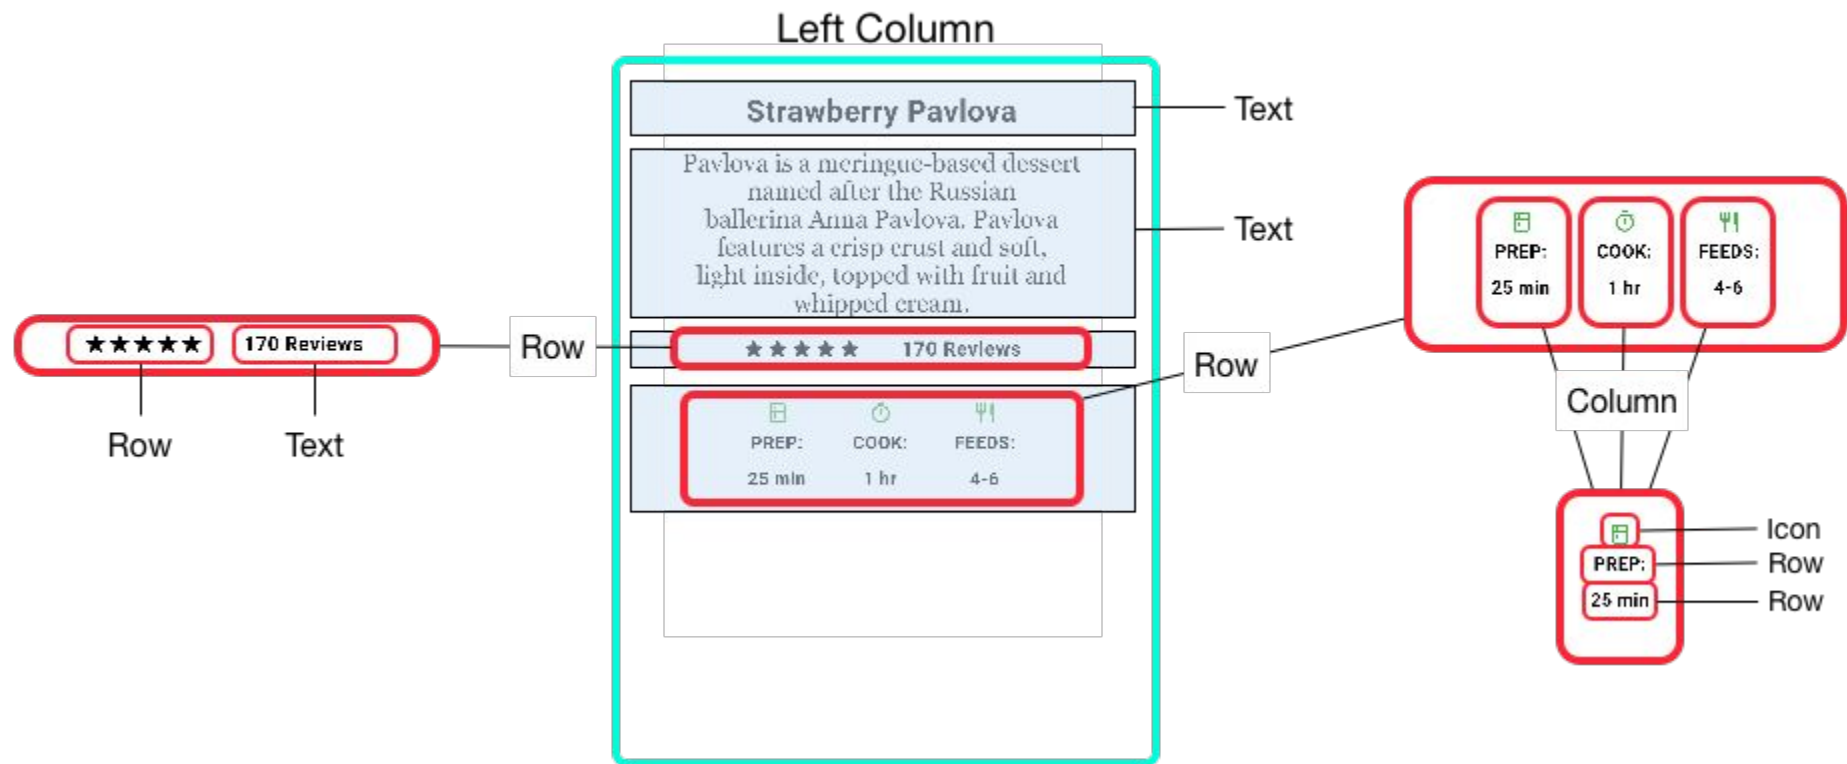 Left Column
Strawberry Pavlova
Text
Pavlova is a meringue-based dessert
named after the Russian
ballerina Anna Pavlova. Pavlova
features a crisp crust and soft,
light inside, topped with fruit and
whipped cream.
Text
★★★★★ 170 Reviews
Row
Text
Row
★★★★★ 170 Reviews
PREP: COOK: FEEDS:
25 min 1 hr 4-6
Row
PREP: COOK: FEEDS:
25 min 1 hr 4-6
Column
PREP:
25 min
Icon
Row
Row